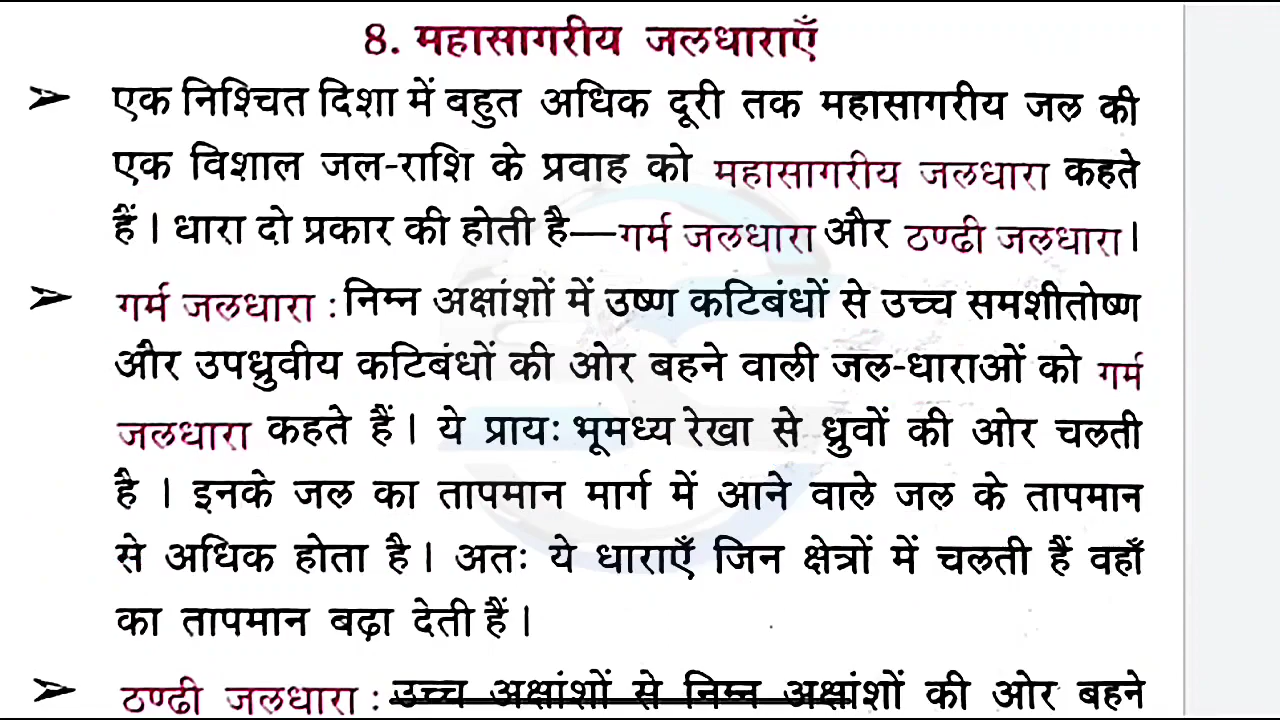 8. महासागरीय जलधाराएँ
➢ एक निश्चित दिशा में बहुत अधिक दूरी तक महासागरीय जल की
एक विशाल जल-राशि के प्रवाह को महासागरीय जलधारा कहते
हैं। धारा दो प्रकार की होती है—गर्म जलधारा और ठण्ढी जलधारा।
➢ गर्म जलधारा : निम्न अक्षांशों में उष्ण कटिबंधों से उच्च समशीतोष्ण
और उपध्रुवीय कटिबंधों की ओर बहने वाली जल-धाराओं को गर्म
जलधारा कहते हैं। ये प्रायः भूमध्य रेखा से ध्रुवों की ओर चलती
है। इनके जल का तापमान मार्ग में आने वाले जल के तापमान
से अधिक होता है। अतः ये धाराएँ जिन क्षेत्रों में चलती हैं वहाँ
का तापमान बढ़ा देती हैं।
➢ ठण्ढी जलधारा : उच्च अक्षांशों से निम्न अक्षांशों की ओर बहने